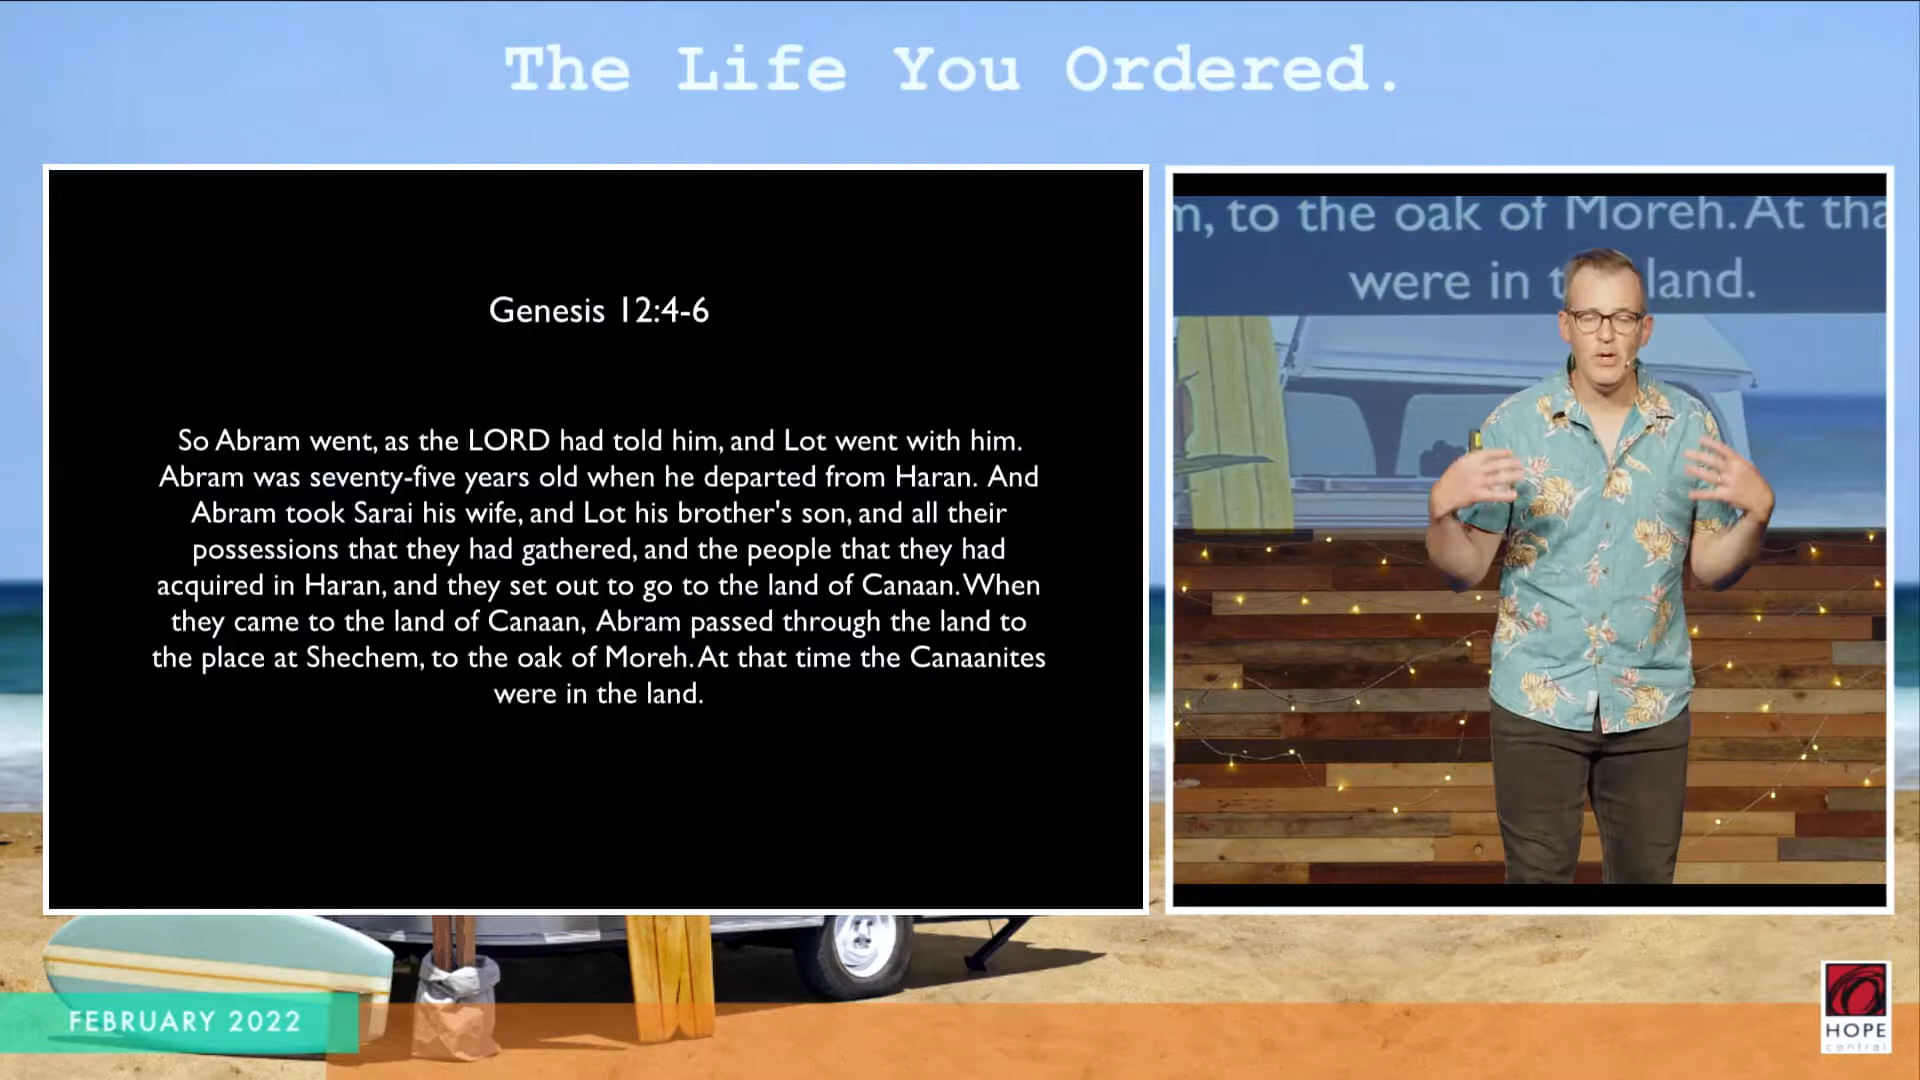 The Life You Ordered.
Genesis 12:4-6
So Abram went, as the LORD had told him, and Lot went with him.
Abram was seventy-five years old when he departed from Haran. And
Abram took Sarai his wife, and Lot his brother's son, and all their
possessions that they had gathered, and the people that they had
acquired in Haran, and they set out to go to the land of Canaan. When
they came to the land of Canaan, Abram passed through the land to
the place at Shechem, to the oak of Moreh. At that time the Canaanites
were in the land.
m, to the oak of Moreh. At tha
were in t land.
FEBRUARY 2022
HOPE
central